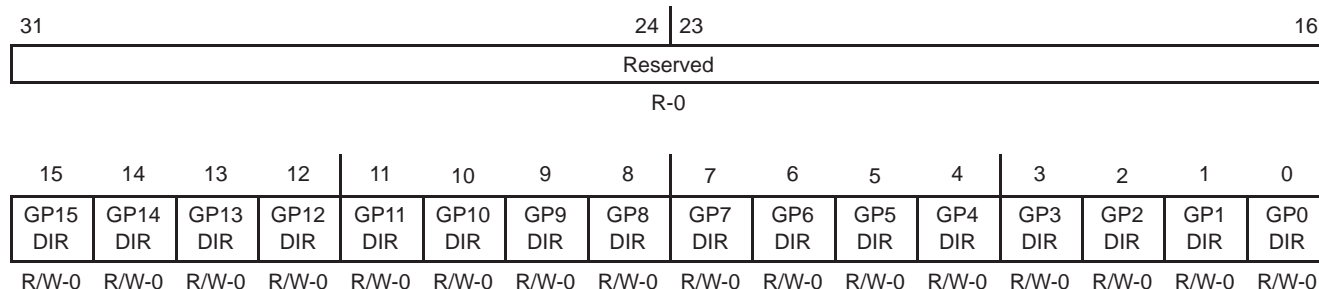 31 24 23 16
Reserved
R-0
15 14 13 12 11 10 9 8 7 6 5 4 3 2 1 0
GP15 GP14 GP13 GP12 GP11 GP10 GP9 GP8 GP7 GP6 GP5 GP4 GP3 GP2 GP1 GP0
DIR DIR DIR DIR DIR DIR DIR DIR DIR DIR DIR DIR DIR DIR DIR DIR
R/W-0 R/W-0 R/W-0 R/W-0 R/W-0 R/W-0 R/W-0 R/W-0 R/W-0 R/W-0 R/W-0 R/W-0 R/W-0 R/W-0 R/W-0 R/W-0